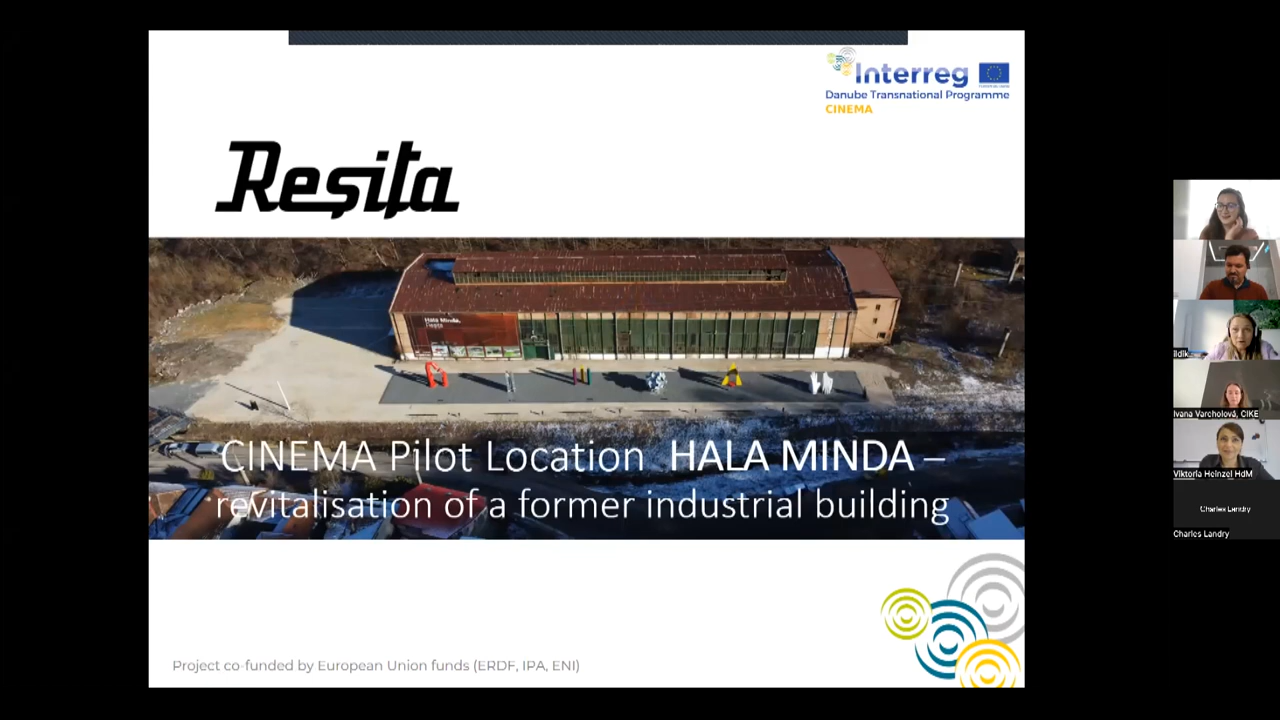 Interreg
Danube Transnational Programme
CINEMA
Reșița
Hala Minda,
CINEMA Pilot Location HALA MINDA –
revitalisation of a former industrial building
Project co-funded by European Union funds (ERDF, IPA, ENI)
ildik
Ivana Varcholová, CIKE
Viktoria Heinzel HdM
Charles Landry
Charles Landry